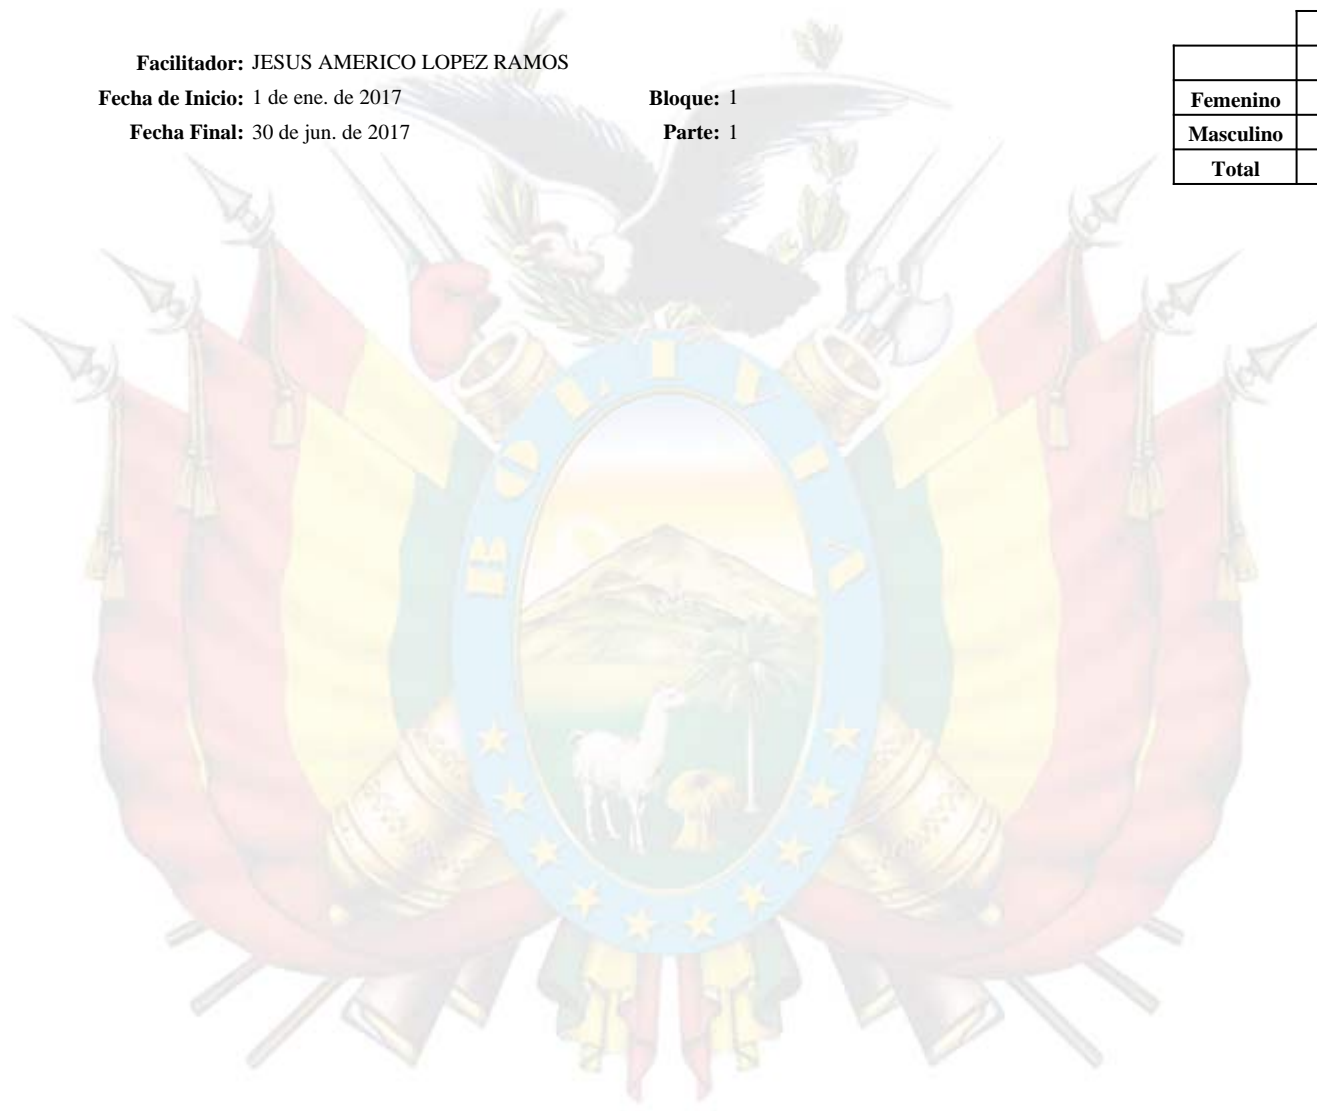 Facilitador: JESUS AMERICO LOPEZ RAMOS
Fecha de Inicio: 1 de ene. de 2017 Bloque: 1
Fecha Final: 30 de jun. de 2017 Parte: 1
Femenino
Masculino
Total
BOLIVIA